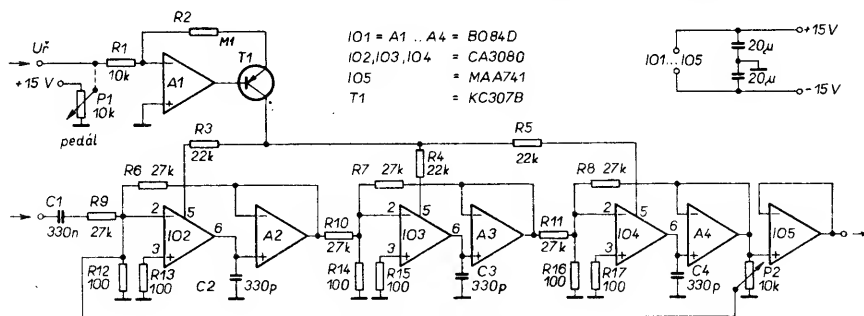 Uř
R1
10k
R2
M1
A1
T1
+15 V
P1
10k
pedál
IO1 = A1 .. A4 = BO84D
IO2, IO3, IO4 = CA3080
IO5 = MAA741
T1 = KC307B
IO1...IO5
20µ
20µ
+15V
-15V
R3
22k
R4
22k
R5
22k
C1
330n
R9
27k
R6 27k
2
3
5
6
IO2
R12
100
R13
100
C2
330p
A2
R10
27k
R7 27k
2
3
5
6
IO3
R14
100
R15
100
C3
330p
A3
R11
27k
R8 27k
2
3
5
6
IO4
R16
100
R17
100
C4
330p
A4
P2
10k
IO5